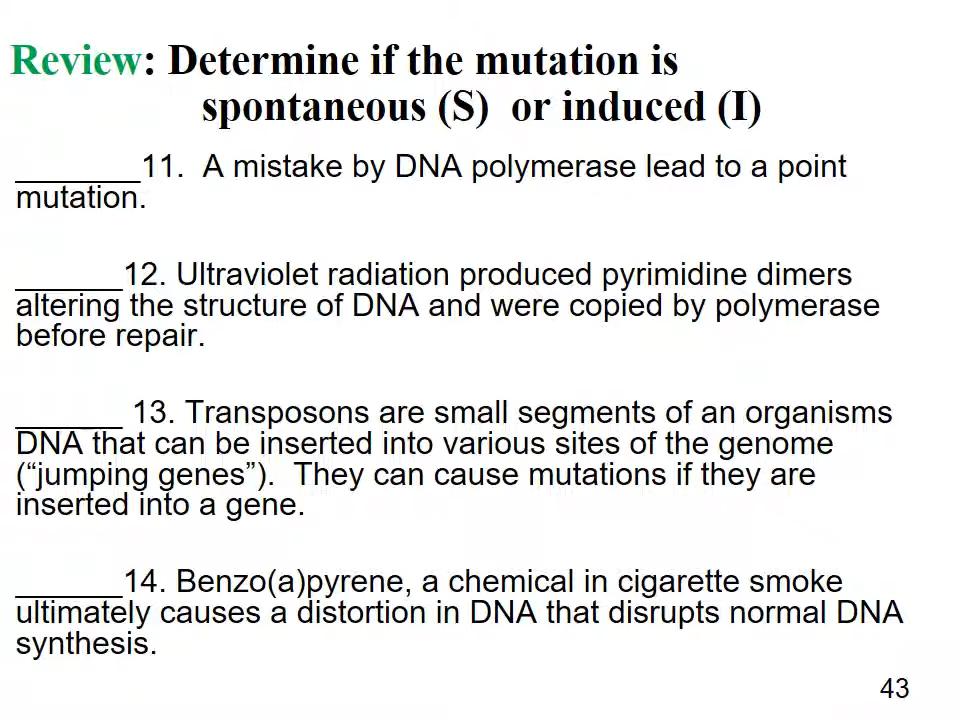 Review: Determine if the mutation is
spontaneous (S) or induced (I)
_______11. A mistake by DNA polymerase lead to a point
mutation.
______12. Ultraviolet radiation produced pyrimidine dimers
altering the structure of DNA and were copied by polymerase
before repair.
______ 13. Transposons are small segments of an organisms
DNA that can be inserted into various sites of the genome
(“jumping genes”). They can cause mutations if they are
inserted into a gene.
______14. Benzo(a)pyrene, a chemical in cigarette smoke
ultimately causes a distortion in DNA that disrupts normal DNA
synthesis.
43